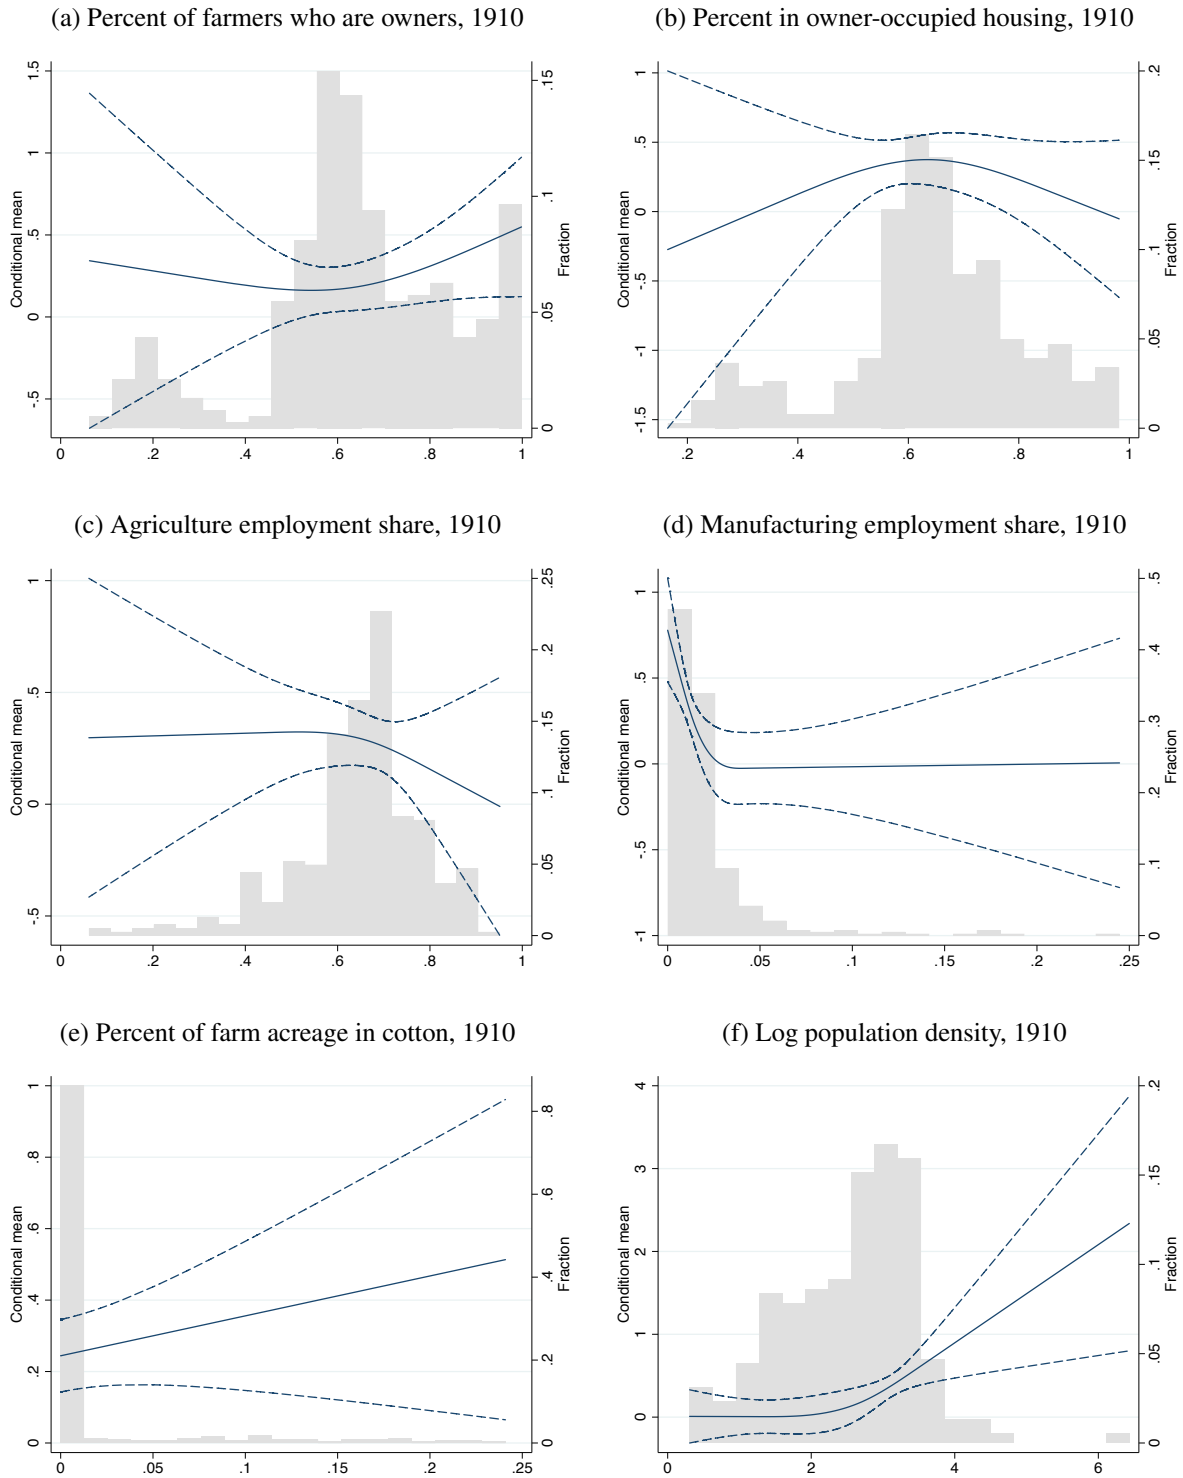 (a) Percent of farmers who are owners, 1910
Conditional mean
-.5 0 .5 1 1.5
Fraction
0 .05 .1 .15
0 .2 .4 .6 .8 1
(b) Percent in owner-occupied housing, 1910
Conditional mean
-1.5 -1 -.5 0 .5 1
Fraction
0 .05 .1 .15 .2
.2 .4 .6 .8 1
(c) Agriculture employment share, 1910
Conditional mean
-.5 0 .5 1
Fraction
0 .05 .1 .15 .2 .25
0 .2 .4 .6 .8 1
(d) Manufacturing employment share, 1910
Conditional mean
-1 -.5 0 .5 1
Fraction
0 .1 .2 .3 .4 .5
0 .05 .1 .15 .2 .25
(e) Percent of farm acreage in cotton, 1910
Conditional mean
0 .2 .4 .6 .8 1
Fraction
0 .2 .4 .6 .8
0 .05 .1 .15 .2 .25
(f) Log population density, 1910
Conditional mean
0 1 2 3 4
Fraction
0 .05 .1 .15 .2
0 2 4 6